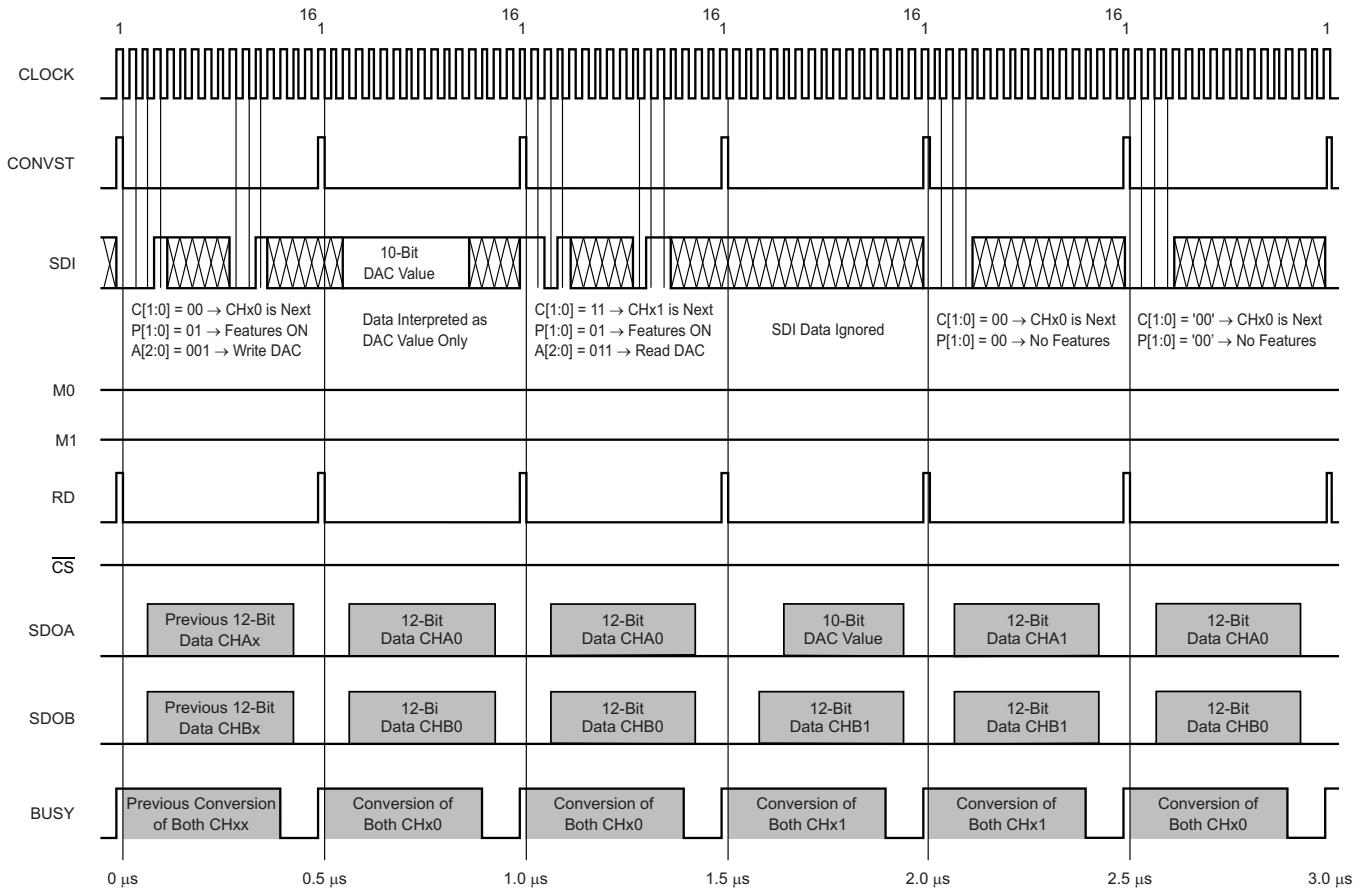 16 16 16 16 16
1 1 1 1 1 1 1
CLOCK
CONVST
SDI
10-Bit
DAC Value
C[1:0] = 00 → CHx0 is Next
P[1:0] = 01 → Features ON
A[2:0] = 001 → Write DAC
Data Interpreted as
DAC Value Only
C[1:0] = 11 → CHx1 is Next
P[1:0] = 01 → Features ON
A[2:0] = 011 → Read DAC
SDI Data Ignored
C[1:0] = 00 → CHx0 is Next
P[1:0] = 00 → No Features
C[1:0] = '00' → CHx0 is Next
P[1:0] = '00' → No Features
M0
M1
RD
CS
SDOA
Previous 12-Bit
Data CHAx
12-Bit
Data CHA0
12-Bit
Data CHA0
10-Bit
DAC Value
12-Bit
Data CHA1
12-Bit
Data CHA0
SDOB
Previous 12-Bit
Data CHBx
12-Bi
Data CHB0
12-Bit
Data CHB0
12-Bit
Data CHB1
12-Bit
Data CHB1
12-Bit
Data CHB0
BUSY
Previous Conversion
of Both CHxx
Conversion of
Both CHx0
Conversion of
Both CHx0
Conversion of
Both CHx1
Conversion of
Both CHx1
Conversion of
Both CHx0
0 μs 0.5 μs 1.0 μs 1.5 μs 2.0 μs 2.5 μs 3.0 μs